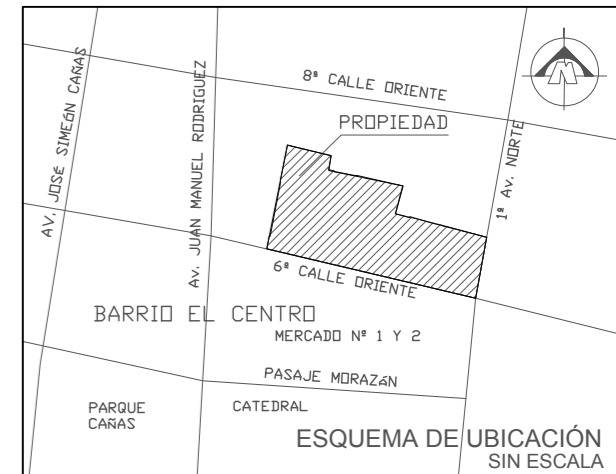 8ª CALLE ORIENTE
PROPIEDAD
AV. JOSÉ SIMEÓN CAÑAS
Av. JUAN MANUEL RODRIGUEZ
1ª Av. NORTE
6ª CALLE ORIENTE
BARRIO EL CENTRO
MERCADO Nº 1 Y 2
PASAJE MORAZÁN
PARQUE
CAÑAS
CATEDRAL
ESQUEMA DE UBICACIÓN
SIN ESCALA